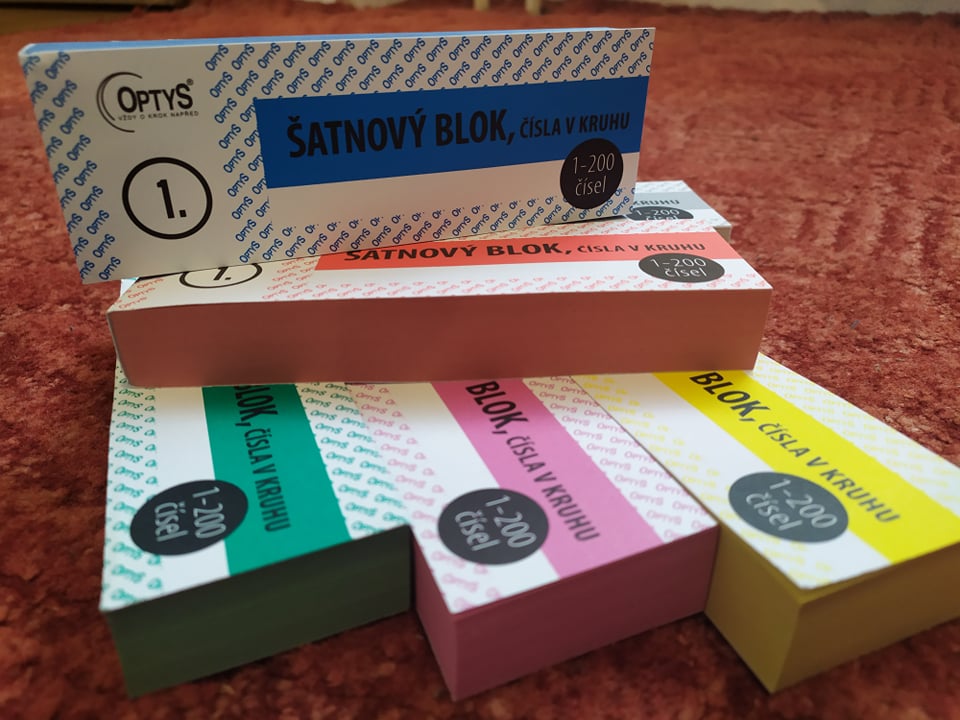 OPTYS®
VŽDY O KROK NAPŘED
1.
ŠATNOVÝ BLOK, ČÍSLA V KRUHU
1-200
čísel
KRUHU
1-200
čísel
1.
ŠATNOVÝ BLOK, ČÍSLA V KRUHU
1-200
čísel
BLOK, ČÍSLA V KRUHU
1-200
čísel
BLOK, ČÍSLA V KRUHU
1-200
čísel
BLOK, ČÍSLA V KRUHU
1-200
čísel